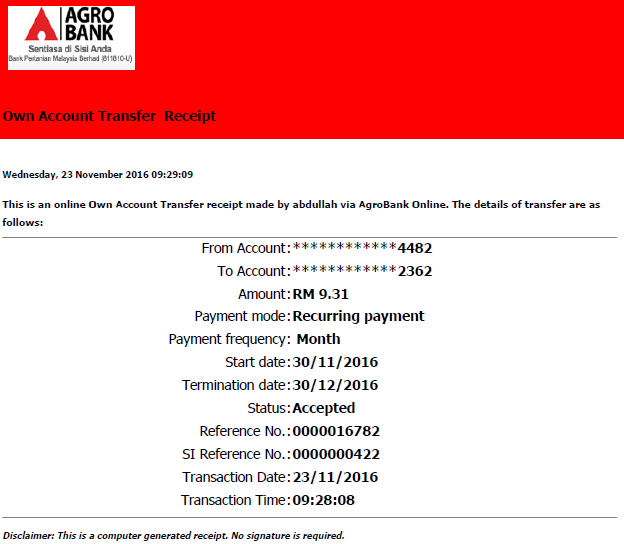 AGRO
BANK
Sentiasa di Sisi Anda
Bank Pertanian Malaysia Berhad (811810-U)
Own Account Transfer Receipt
Wednesday, 23 November 2016 09:29:09
This is an online Own Account Transfer receipt made by abdullah via AgroBank Online. The details of transfer are as
follows:
From Account:************4482
To Account:************2362
Amount:RM 9.31
Payment mode:Recurring payment
Payment frequency: Month
Start date:30/11/2016
Termination date:30/12/2016
Status:Accepted
Reference No.:0000016782
SI Reference No.:0000000422
Transaction Date:23/11/2016
Transaction Time:09:28:08
Disclaimer: This is a computer generated receipt. No signature is required.